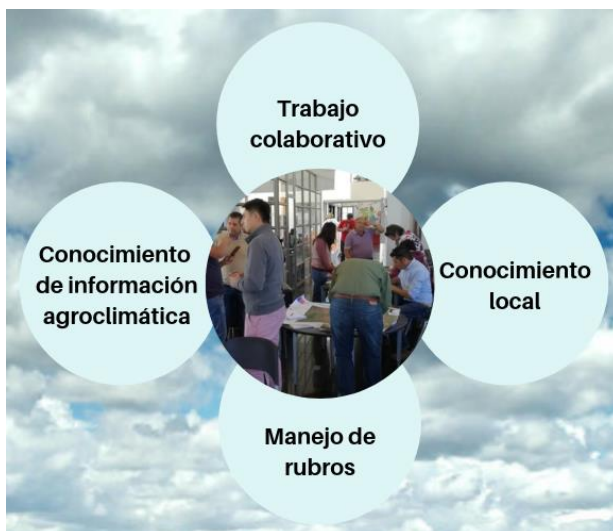 Trabajo
colaborativo
Conocimiento
de información
agroclimática
Conocimiento
local
Manejo de
rubros